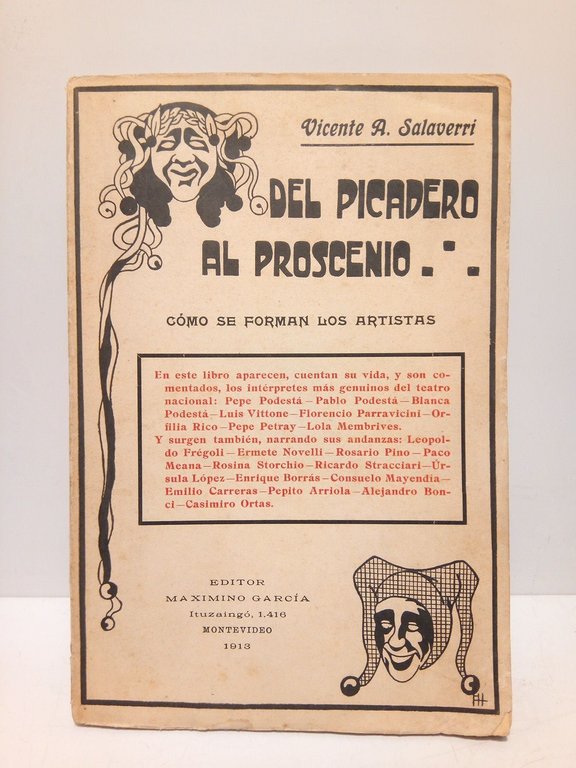 Vicente A. Salaverri
DEL PICADERO
AL PROSCENIO . · .
CÓMO SE FORMAN LOS ARTISTAS
En este libro aparecen, cuentan su vida, y son co-
mentados, los intérpretes más genuinos del teatro
nacional: Pepe Podestá—Pablo Podestá—Blanca
Podestá—Luis Vittone—Florencio Parravicini—Or-
filia Rico—Pepe Petray—Lola Membrives.
Y surgen también, narrando sus andanzas: Leopol-
do Frégoli—Ermete Novelli—Rosario Pino—Paco
Meana—Rosina Storchio—Ricardo Stracciari—Úr-
sula López—Enrique Borrás—Consuelo Mayendía—
Emilio Carreras—Pepito Arriola—Alejandro Bon-
ci—Casimiro Ortas.
EDITOR
MAXIMINO GARCÍA
Ituzaingó, 1.416
MONTEVIDEO
1913